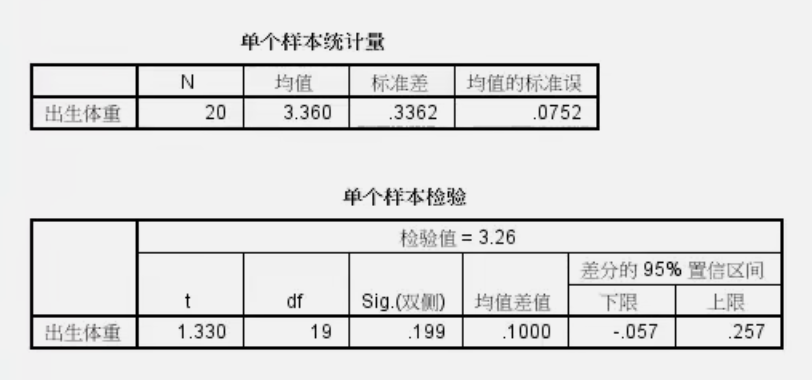 单个样本统计量
N 均值 标准差 均值的标准误
出生体重 20 3.360 .3362 .0752
单个样本检验
检验值 = 3.26
差分的 95% 置信区间
t df Sig.(双侧) 均值差值 下限 上限
出生体重 1.330 19 .199 .1000 -.057 .257